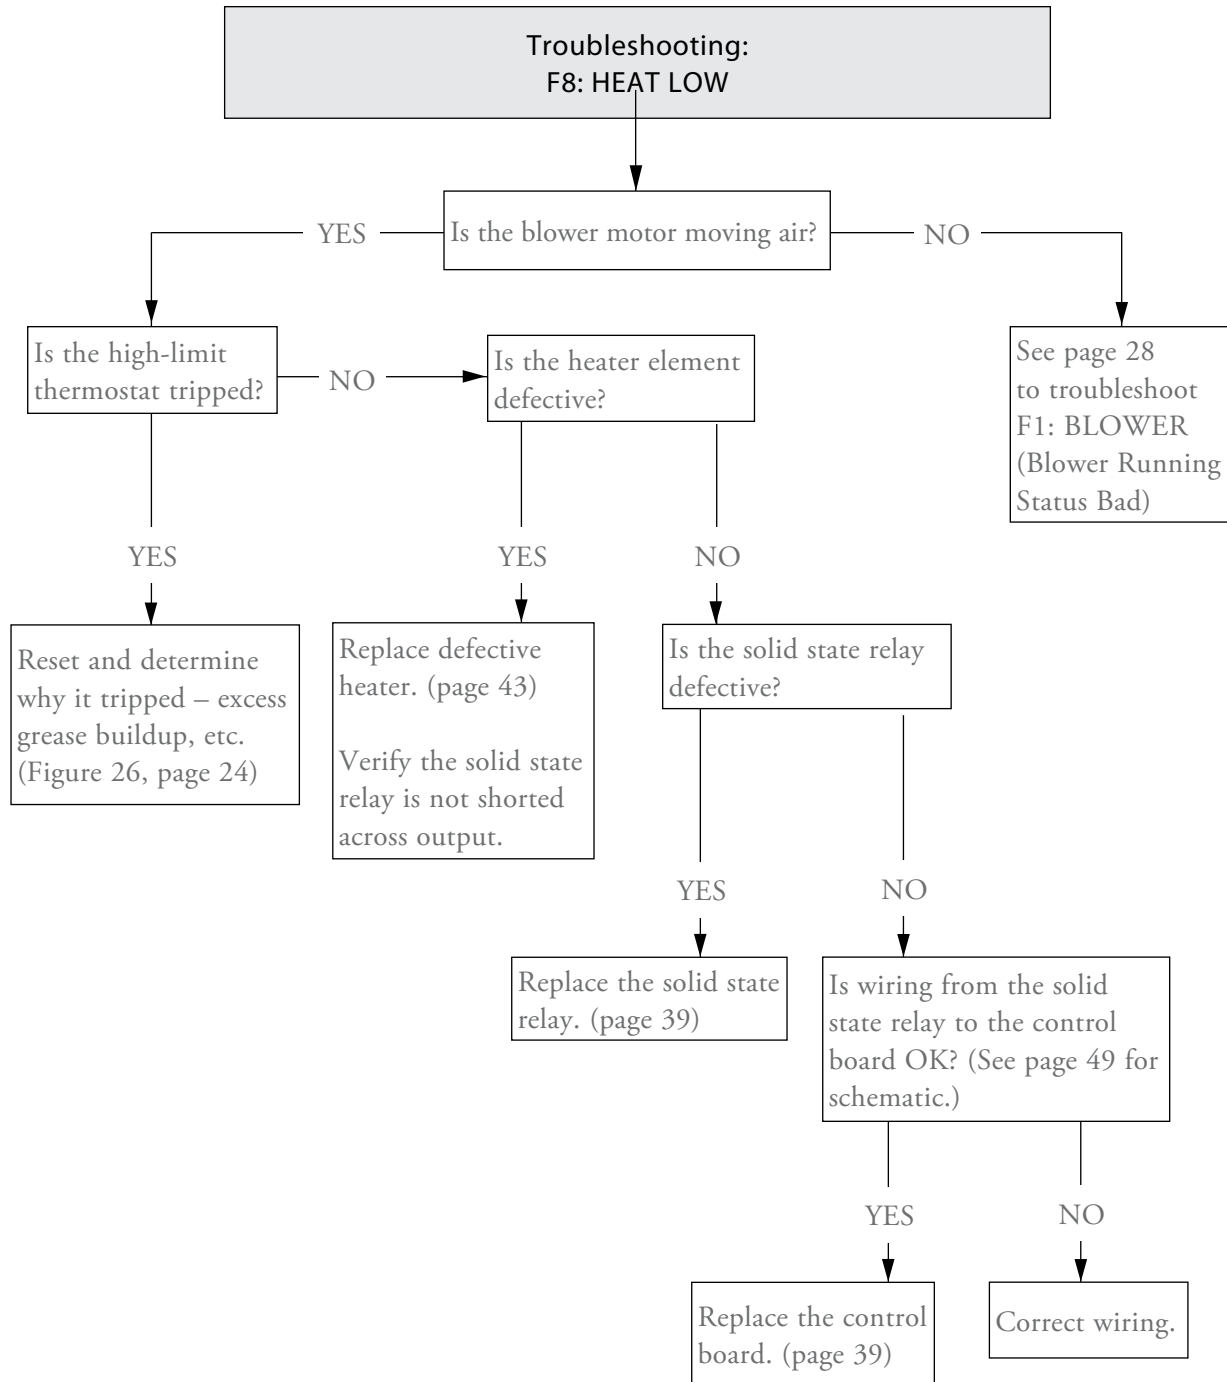 Troubleshooting:
F8: HEAT LOW
Is the blower motor moving air?
YES
NO
Is the high-limit
thermostat tripped?
NO
Is the heater element
defective?
See page 28
to troubleshoot
F1: BLOWER
(Blower Running
Status Bad)
YES
YES
NO
Reset and determine
why it tripped – excess
grease buildup, etc.
(Figure 26, page 24)
Replace defective
heater. (page 43)
Verify the solid state
relay is not shorted
across output.
Is the solid state relay
defective?
YES
NO
Replace the solid state
relay. (page 39)
Is wiring from the solid
state relay to the control
board OK? (See page 49 for
schematic.)
YES
NO
Replace the control
board. (page 39)
Correct wiring.